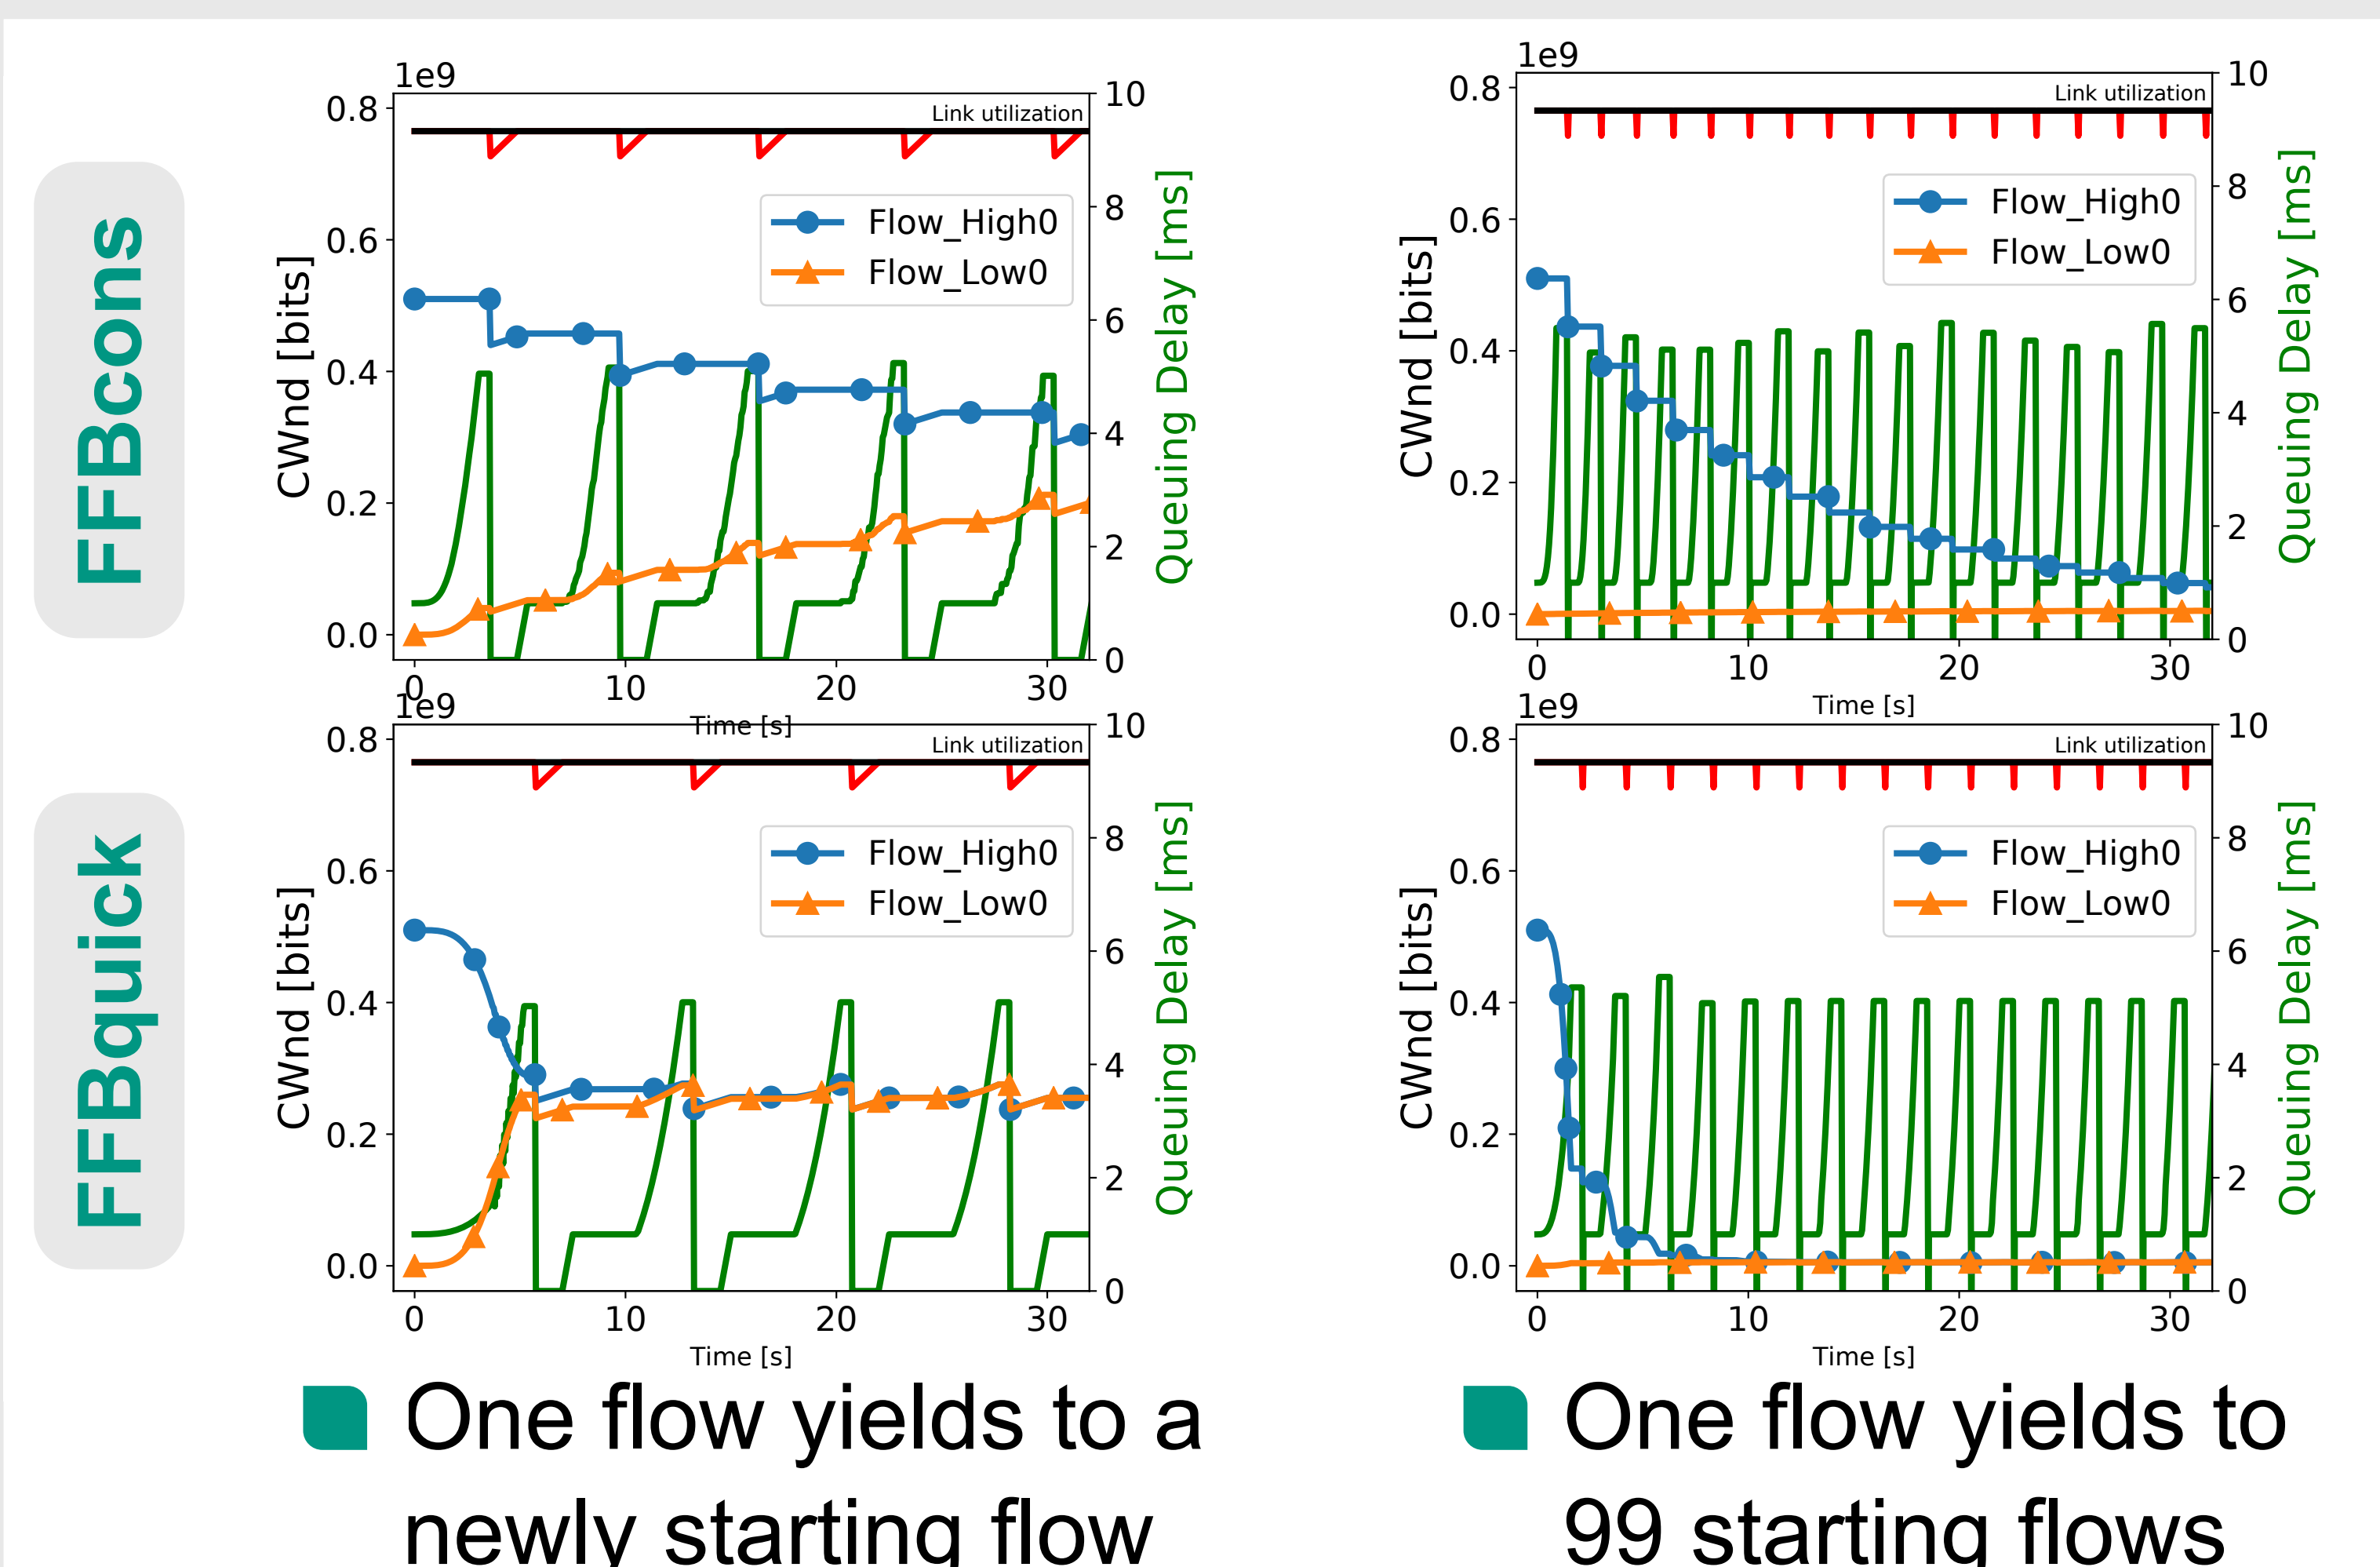 FFBcons
1e9
0.8
0.6
0.4
0.2
0.0
CWnd [bits]
Link utilization
Flow_High0
Flow_Low0
10
8
6
4
2
0
Queuing Delay [ms]
0 10 20 30
Time [s]
1e9
0.8
0.6
0.4
0.2
0.0
CWnd [bits]
Link utilization
Flow_High0
Flow_Low0
10
8
6
4
2
0
Queuing Delay [ms]
0 10 20 30
Time [s]
FFBquick
1e9
0.8
0.6
0.4
0.2
0.0
CWnd [bits]
Link utilization
Flow_High0
Flow_Low0
10
8
6
4
2
0
Queuing Delay [ms]
0 10 20 30
Time [s]
1e9
0.8
0.6
0.4
0.2
0.0
CWnd [bits]
Link utilization
Flow_High0
Flow_Low0
10
8
6
4
2
0
Queuing Delay [ms]
0 10 20 30
Time [s]
One flow yields to a
newly starting flow
One flow yields to
99 starting flows